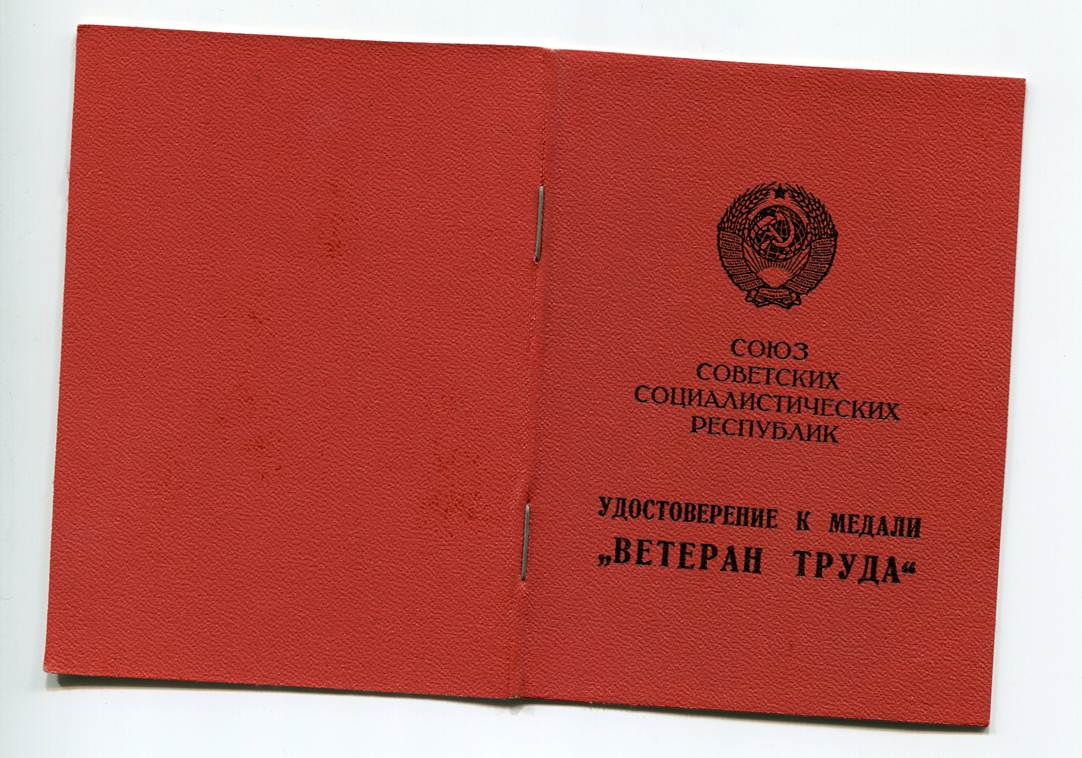 СОЮЗ
СОВЕТСКИХ
СОЦИАЛИСТИЧЕСКИХ
РЕСПУБЛИК
УДОСТОВЕРЕНИЕ К МЕДАЛИ
„ВЕТЕРАН ТРУДА“